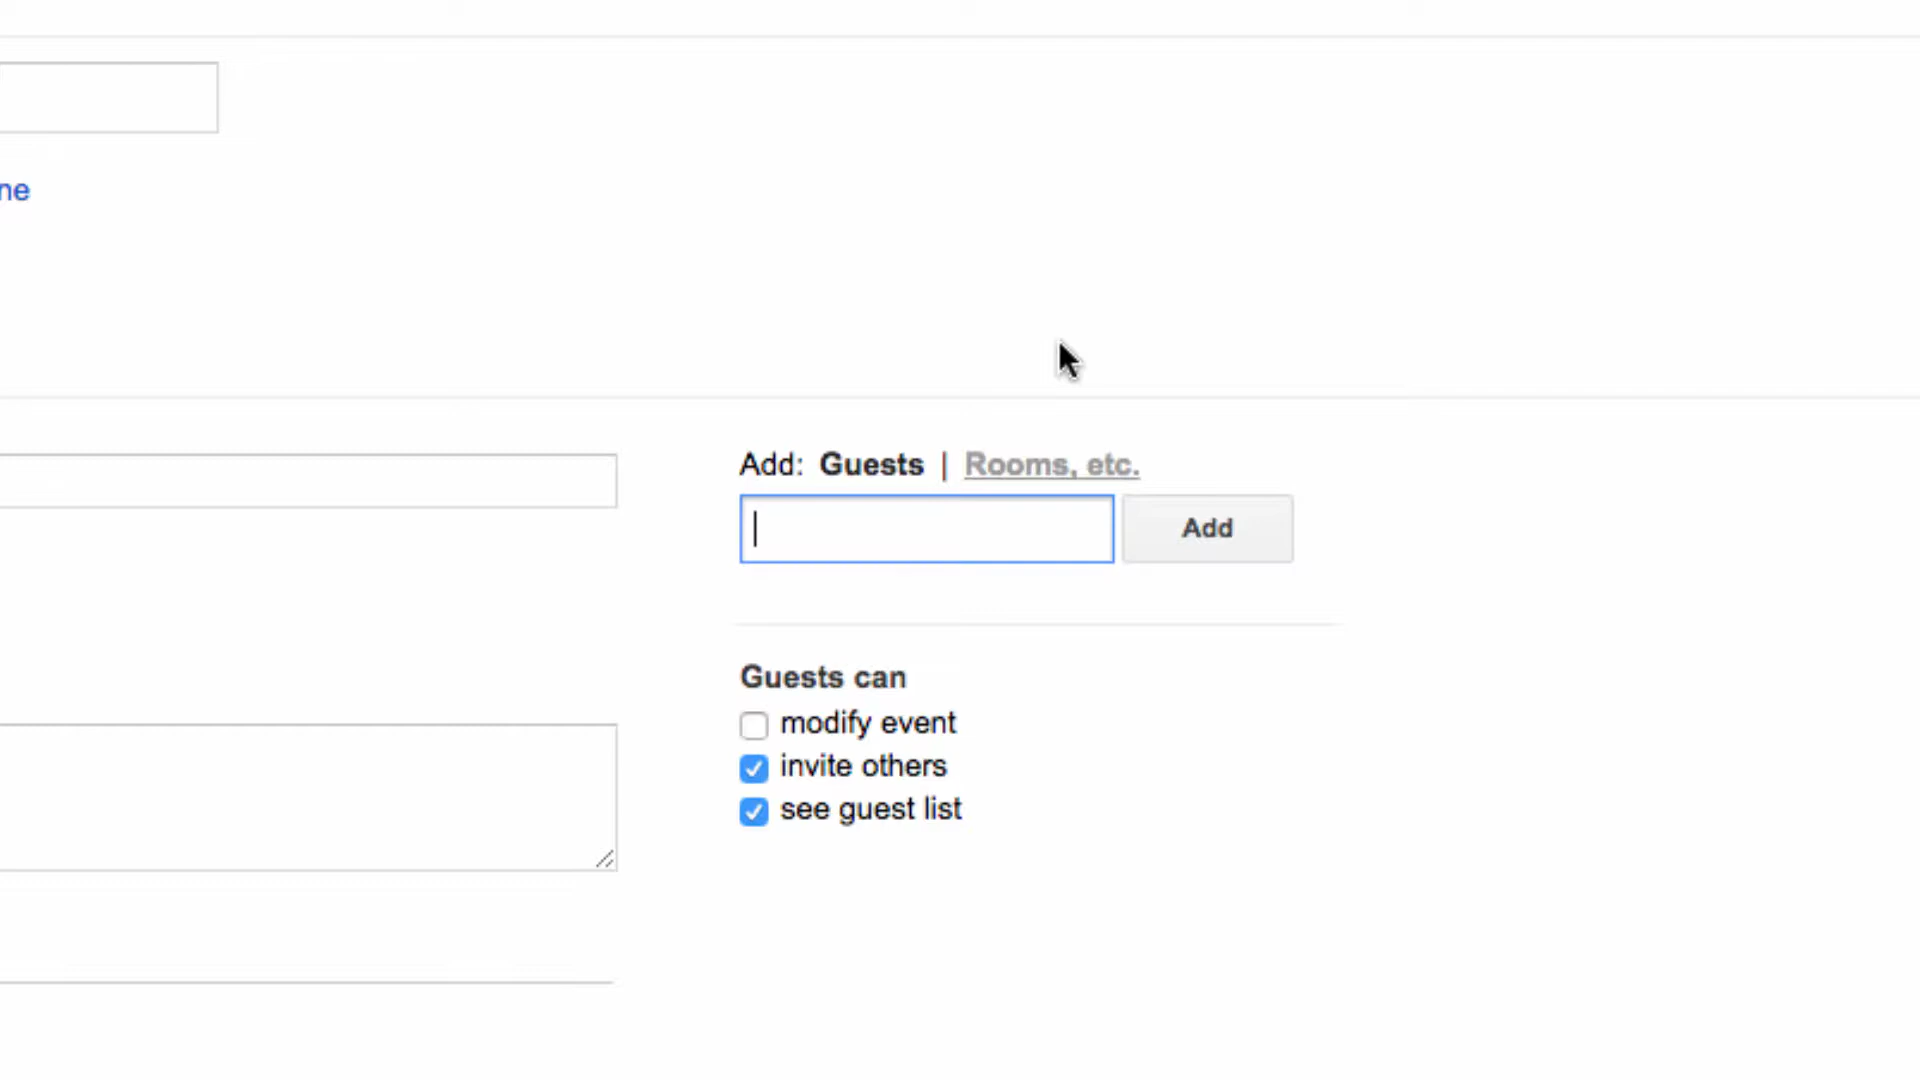 ne
Add: Guests | Rooms, etc.
Add
Guests can
modify event
invite others
see guest list